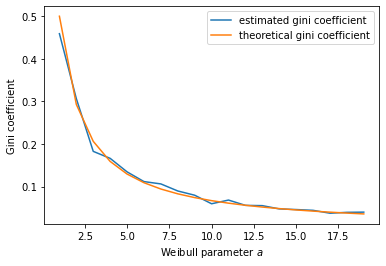 estimated gini coefficient
theoretical gini coefficient
Gini coefficient
0.5
0.4
0.3
0.2
0.1
2.5 5.0 7.5 10.0 12.5 15.0 17.5
Weibull parameter a